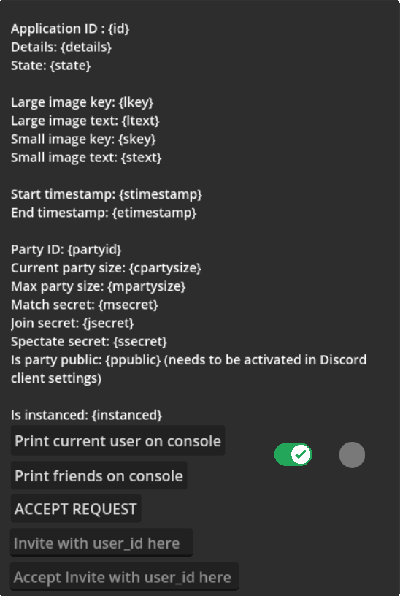 Application ID : {id}
Details: {details}
State: {state}
Large image key: {lkey}
Large image text: {ltext}
Small image key: {skey}
Small image text: {stext}
Start timestamp: {stimestamp}
End timestamp: {etimestamp}
Party ID: {partyid}
Current party size: {cpartysize}
Max party size: {mpartysize}
Match secret: {msecret}
Join secret: {jsecret}
Spectate secret: {ssecret}
Is party public: {ppublic} (needs to be activated in Discord
client settings)
Is instanced: {instanced}
Print current user on console
Print friends on console
ACCEPT REQUEST
Invite with user_id here
Accept Invite with user_id here